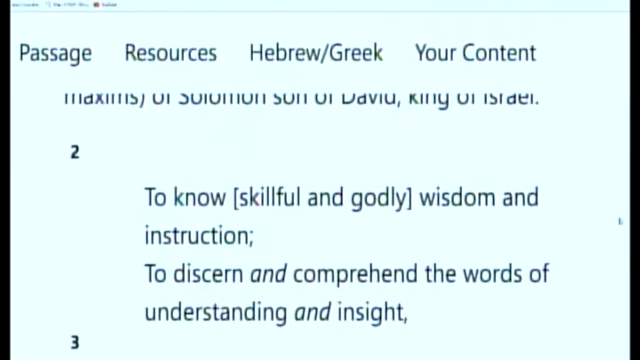 Passage Resources Hebrew/Greek Your Content
maxims) of Solomon son of David, king of Israel.
2
To know [skillful and godly] wisdom and
instruction;
To discern and comprehend the words of
understanding and insight,
3